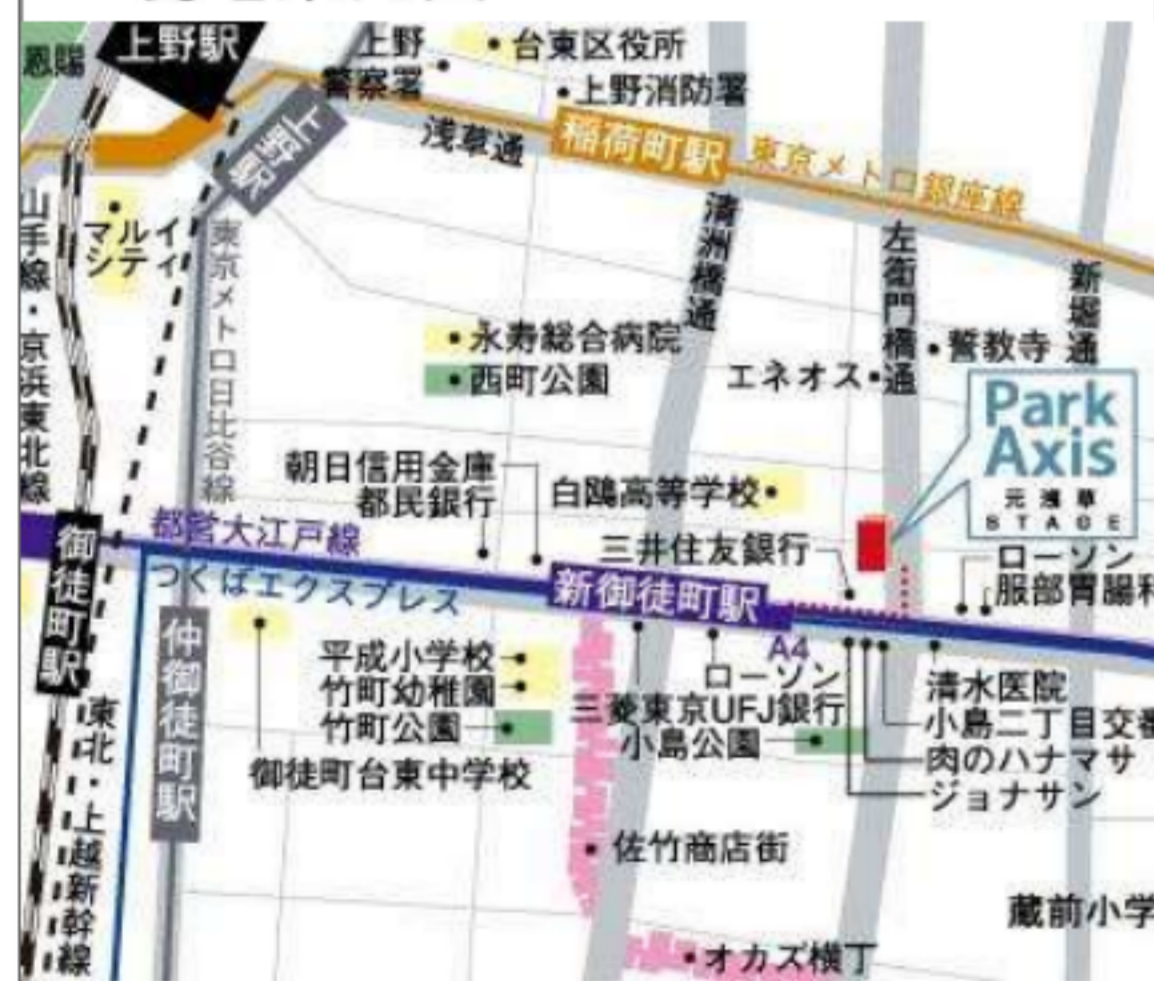 恩賜
上野駅
上野
警察署
台東区役所
上野消防署
浅草通
稲荷町駅
東京メトロ銀座線
上野駅
山手線・京浜東北線
マルイ
シティ
東京メトロ日比谷線
清洲橋通
左衛門橋通
新堀通
永寿総合病院
西町公園
エネオス
誓教寺
Park
Axis
元浅草
STAGE
朝日信用金庫
都民銀行
白鴎高等学校
三井住友銀行
ローソン
服部胃腸科
都営大江戸線
つくばエクスプレス
新御徒町駅
御徒町駅
仲御徒町駅
A4
平成小学校
竹町幼稚園
竹町公園
御徒町台東中学校
ローソン
三菱東京UFJ銀行
小島公園
清水医院
小島二丁目交番
肉のハナマサ
ジョナサン
東北・上越新幹線
佐竹商店街
蔵前小学
オカズ横丁